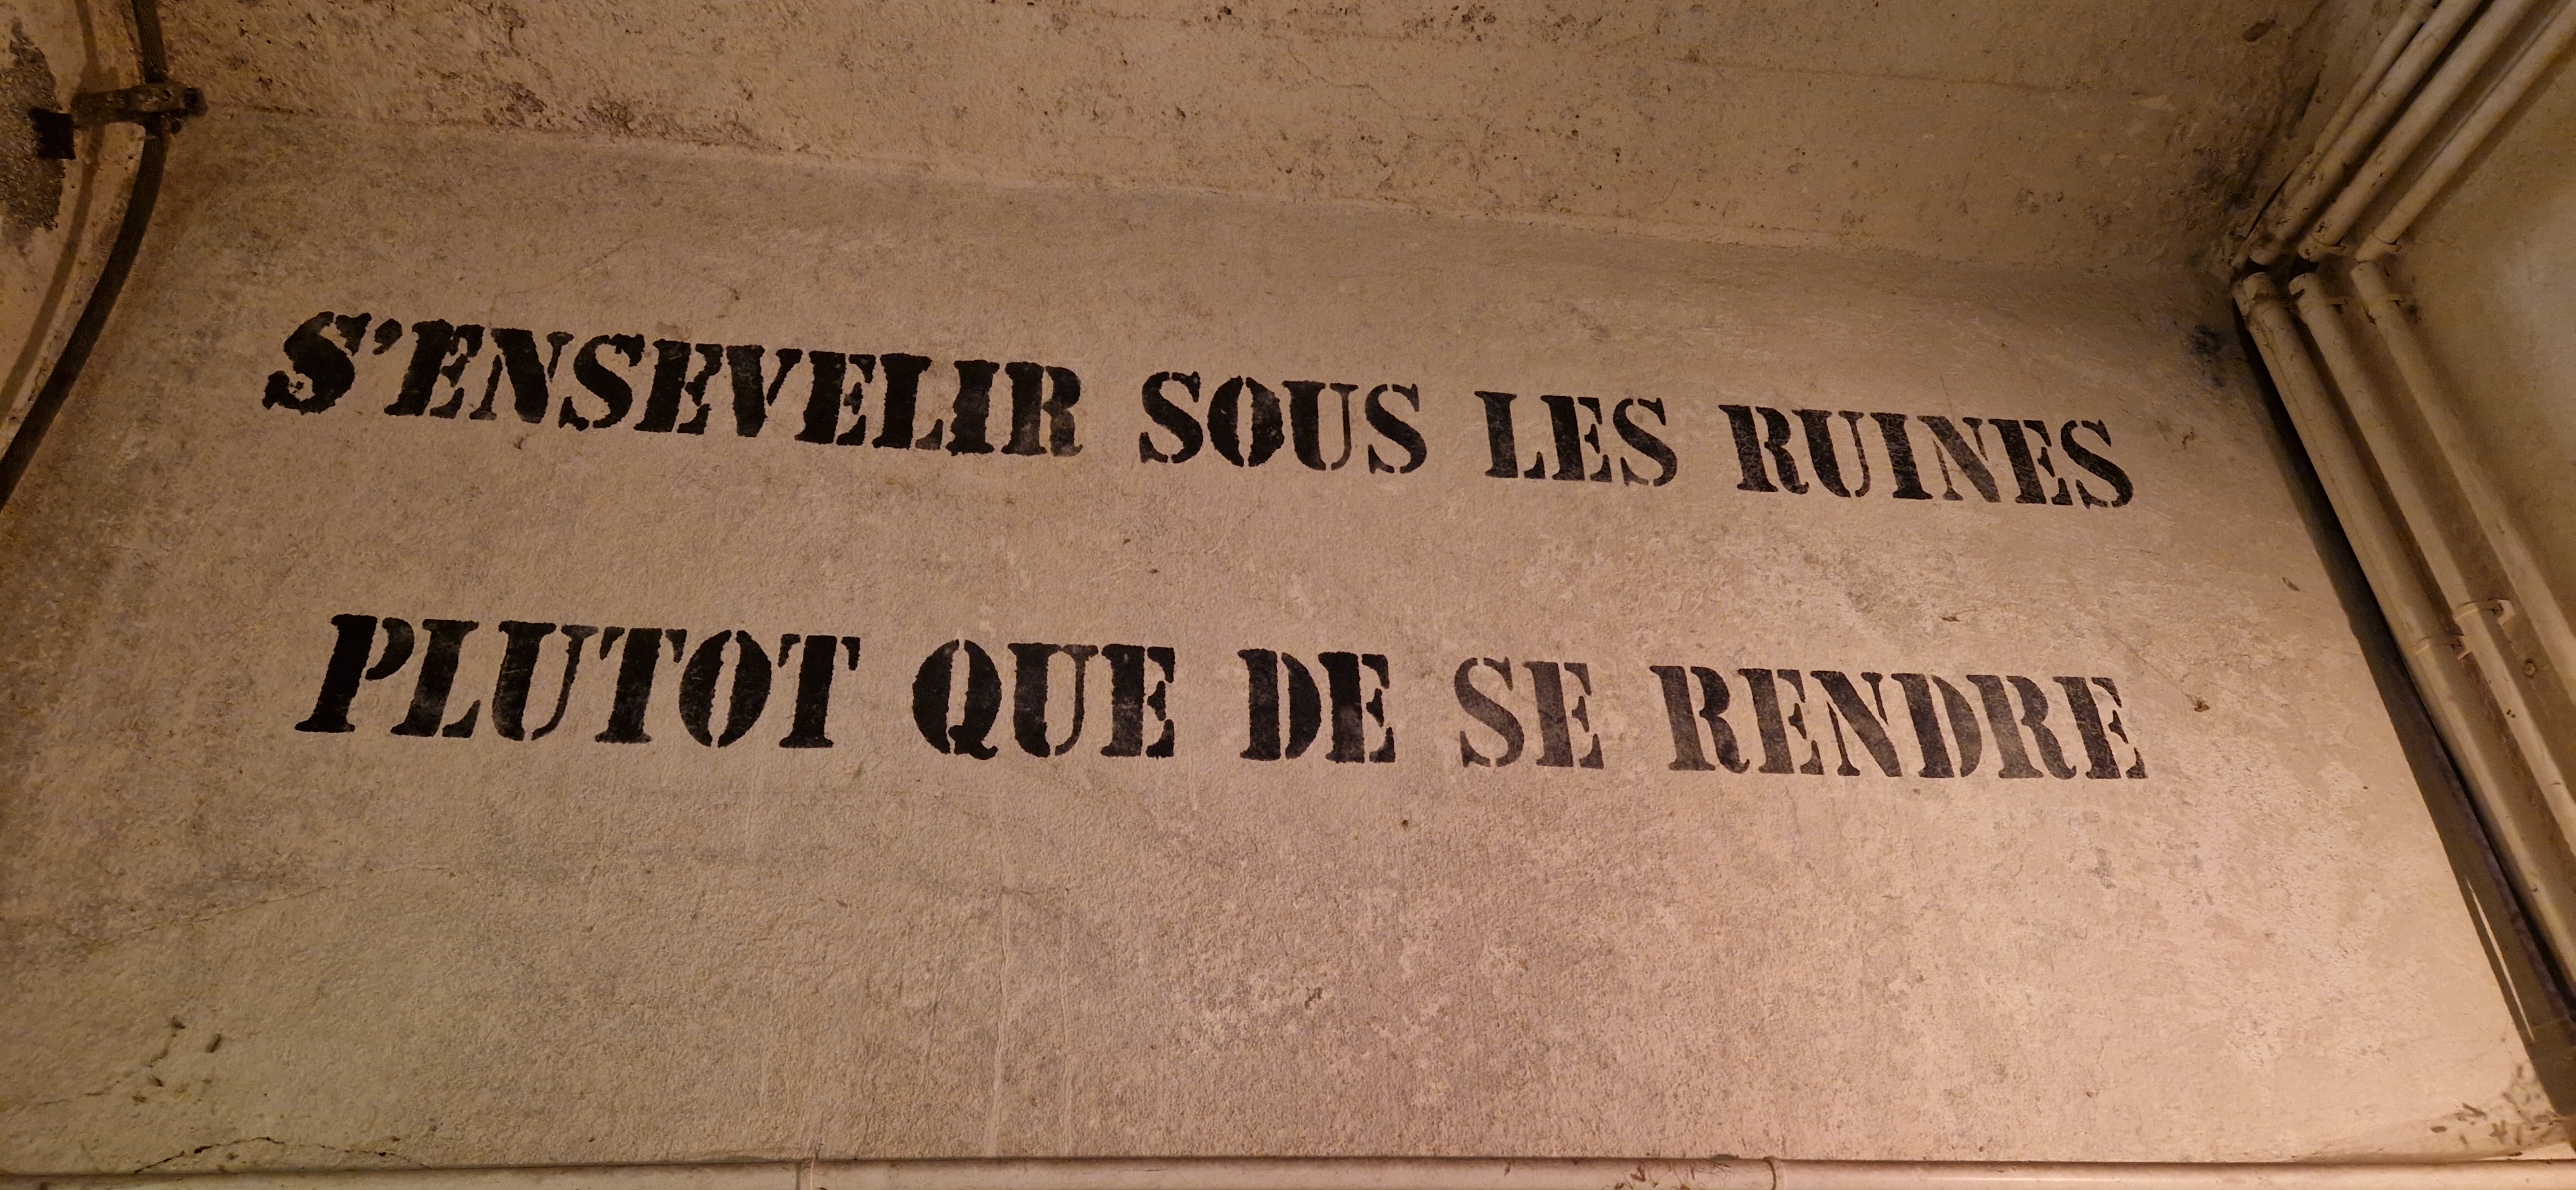 S'ENSEVELIR SOUS LES RUINES
PLUTOT QUE DE SE RENDRE